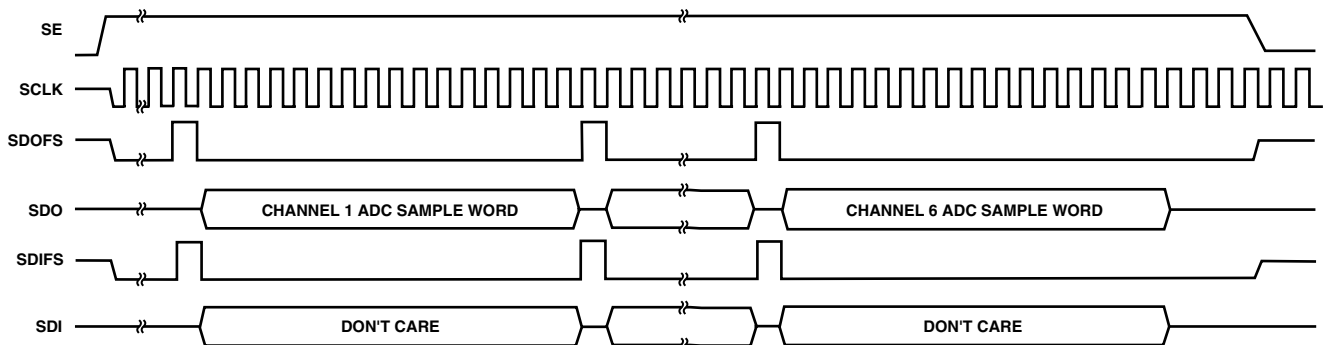 SE
SCLK
SDOFS
SDO
CHANNEL 1 ADC SAMPLE WORD
CHANNEL 6 ADC SAMPLE WORD
SDIFS
SDI
DON'T CARE
DON'T CARE